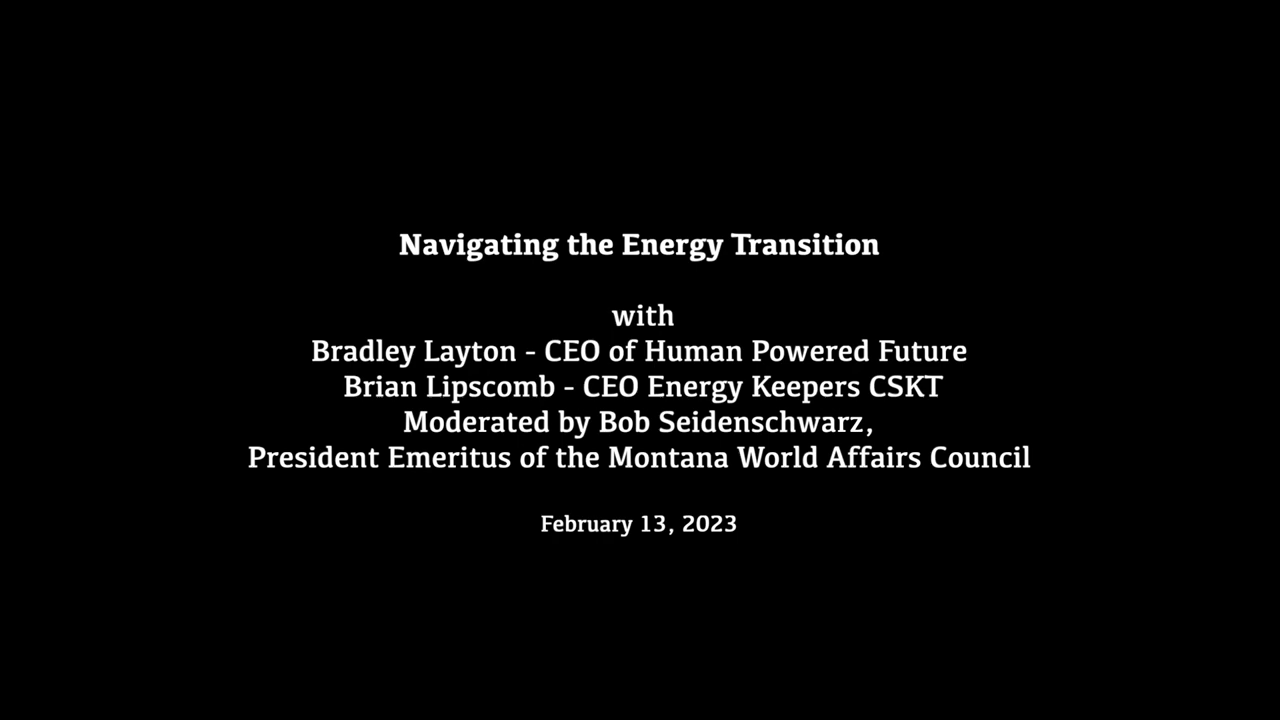 Navigating the Energy Transition
with
Bradley Layton - CEO of Human Powered Future
Brian Lipscomb - CEO Energy Keepers CSKT
Moderated by Bob Seidenschwarz,
President Emeritus of the Montana World Affairs Council
February 13, 2023